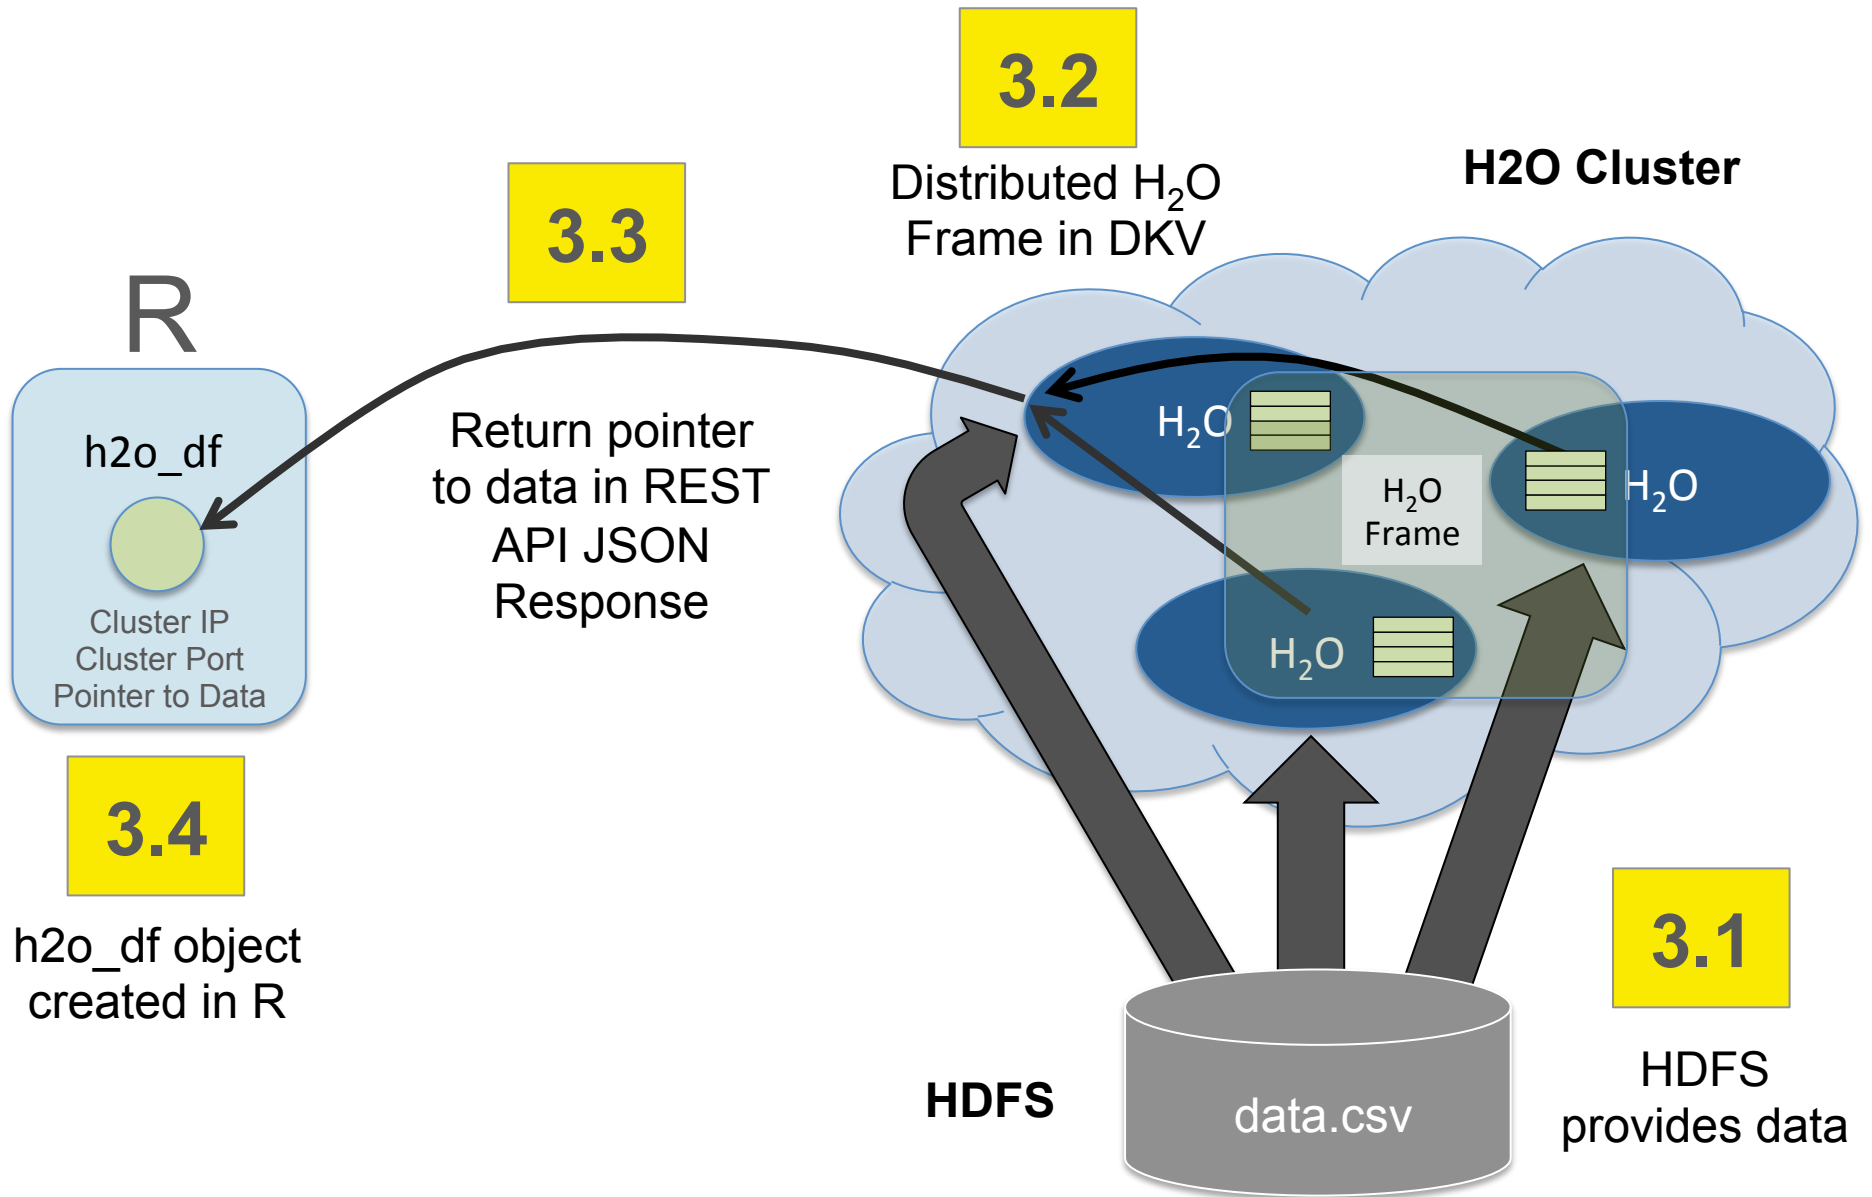 3.2
Distributed H₂O
Frame in DKV
H2O Cluster
3.3
R
h2o_df
Cluster IP
Cluster Port
Pointer to Data
Return pointer
to data in REST
API JSON
Response
H₂O
H₂O
Frame
H₂O
H₂O
3.4
h2o_df object
created in R
3.1
HDFS
provides data
HDFS
data.csv